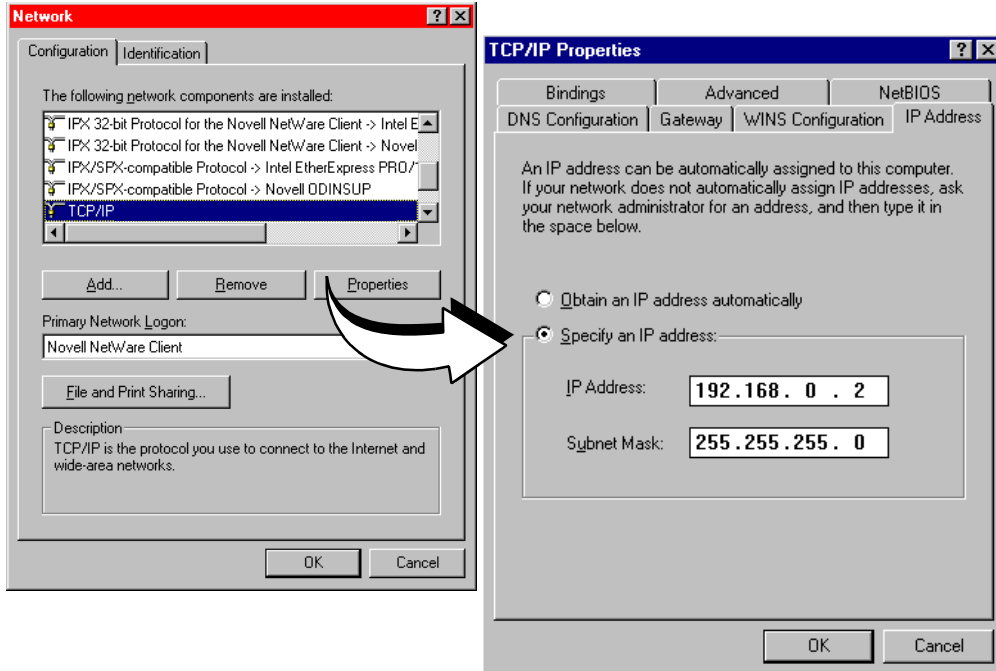 Network
Configuration
Identification
The following network components are installed:
IPX 32-bit Protocol for the Novell NetWare Client -> Intel E
IPX 32-bit Protocol for the Novell NetWare Client -> Novel
IPX/SPX-compatible Protocol -> Intel EtherExpress PRO/
IPX/SPX-compatible Protocol -> Novell ODINSUP
TCP/IP
Add...
Remove
Properties
Primary Network Logon:
Novell NetWare Client
File and Print Sharing...
Description
TCP/IP is the protocol you use to connect to the Internet and
wide-area networks.
OK
Cancel
TCP/IP Properties
Bindings
Advanced
NetBIOS
DNS Configuration
Gateway
WINS Configuration
IP Address
An IP address can be automatically assigned to this computer.
If your network does not automatically assign IP addresses, ask
your network administrator for an address, and then type it in
the space below.
Obtain an IP address automatically
Specify an IP address:
IP Address:
192.168. 0 . 2
Subnet Mask:
255.255.255. 0
OK
Cancel